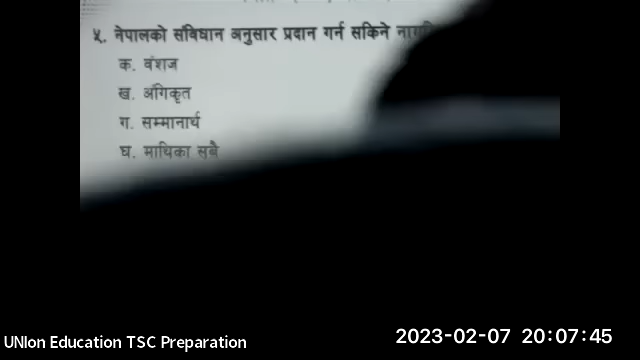 ५. नेपालको संविधान अनुसार प्रदान गर्न सकिने
क. वंशज
ख. अंगिकृत
ग. सम्मानार्थ
घ. माथिका सबै
UNIon Education TSC Preparation
2023-02-07 20:07:45